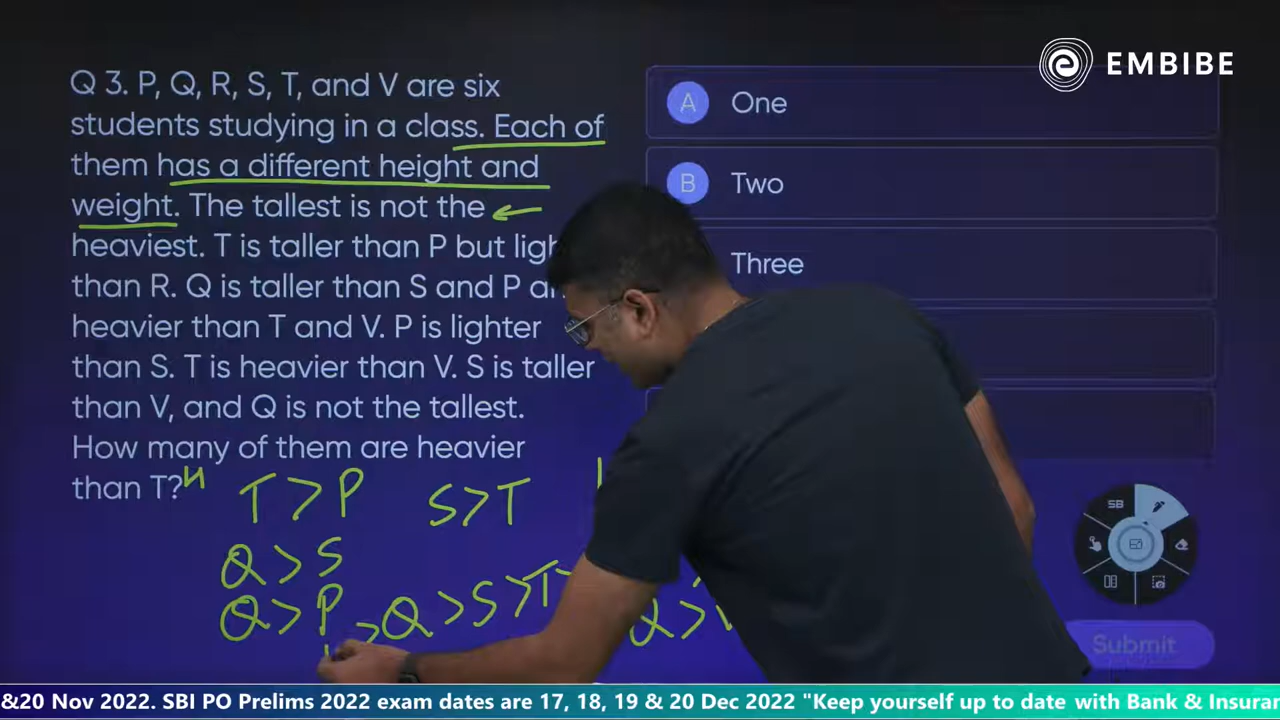 EMBIBE
Q 3. P, Q, R, S, T, and V are six
students studying in a class. Each of
them has a different height and
weight. The tallest is not the
heaviest. T is taller than P but
than R. Q is taller than S and P
heavier than T and V. P is lighter
than S. T is heavier than V. S is taller
than V, and Q is not the tallest.
How many of them are heavier
than T?
A One
B Two
Three
T > P
S > T
Q > S
Q > P
> Q > S > T >
Q >
SB
Submit
&20 Nov 2022. SBI PO Prelims 2022 exam dates are 17, 18, 19 & 20 Dec 2022 "Keep yourself up to date with Bank &